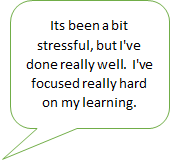 Its been a bit
stressful, but I've
done really well.  I've
focused really hard
on my learning.